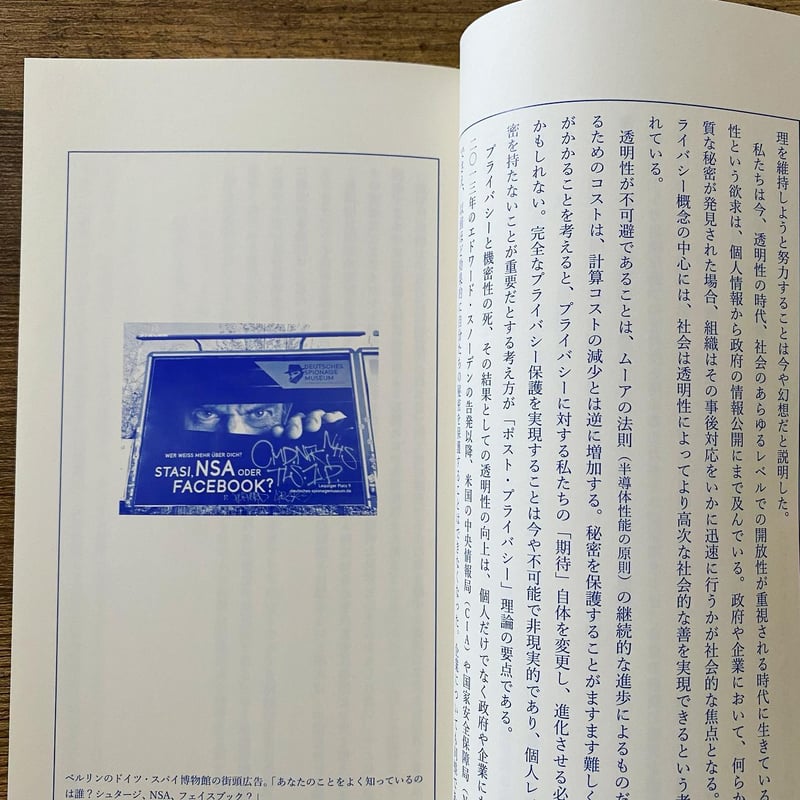 理を維持しようと努力することは今や幻想だと説明した。
私たちは今、透明性の時代、社会のあらゆるレベルでの開放性が重視される時代に生きている
性という欲求は、個人情報から政府の情報公開にまで及んでいる。政府や企業において、何らか
質な秘密が発見された場合、組織はその事後対応をいかに迅速に行うかが社会的な焦点となる。
ライバシー概念の中心には、社会は透明性によってより高次な社会的な善を実現できるという考
れている。
透明性が不可避であることは、ムーアの法則（半導体性能の原則）の継続的な進歩によるものだ
るためのコストは、計算コストの減少とは逆に増加する。秘密を保護することがますます難しく
がかかることを考えると、プライバシーに対する私たちの「期待」自体を変更し、進化させる必
かもしれない。完全なプライバシー保護を実現することは今や不可能で非現実的であり、個人レ
密を持たないことが重要だとする考え方が「ポスト・プライバシー」理論の要点である。
プライバシーと機密性の死、その結果としての透明性の向上は、個人だけでなく政府や企業にも
二〇一三年のエドワード・スノーデンの告発以降、米国の中央情報局（CIA）や国家安全保障局（N
DEUTSCHES
SPIONAGE
MUSEUM
WER WEISS MEHR ÜBER DICH?
STASI, NSA ODER
FACEBOOK?
Leipziger Platz 9
deutsches-spionagemuseum.de
ベルリンのドイツ・スパイ博物館の街頭広告。「あなたのことをよく知っているの
は誰？シュタージ、NSA、フェイスブック？」